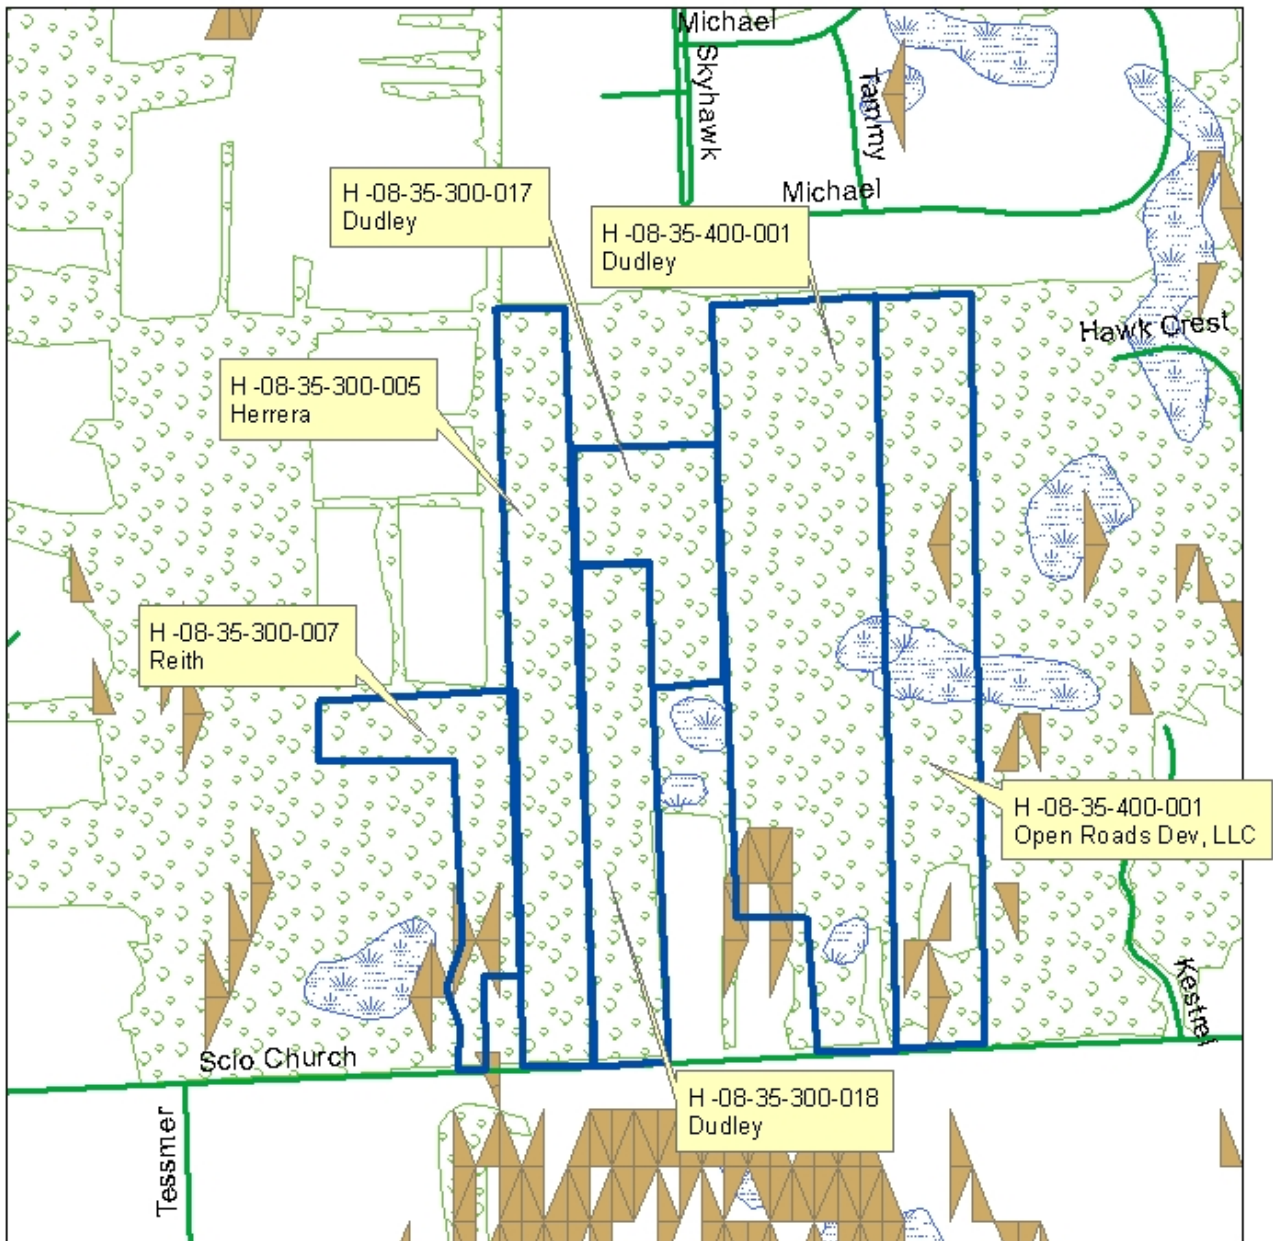 Michael
Skyhawk
Tammy
Michael
H -08-35-300-017
Dudley
H -08-35-400-001
Dudley
Hawk Crest
H -08-35-300-005
Herrera
H -08-35-300-007
Reith
H -08-35-400-001
Open Roads Dev, LLC
Kestrel
Scio Church
H -08-35-300-018
Dudley
Tessmer